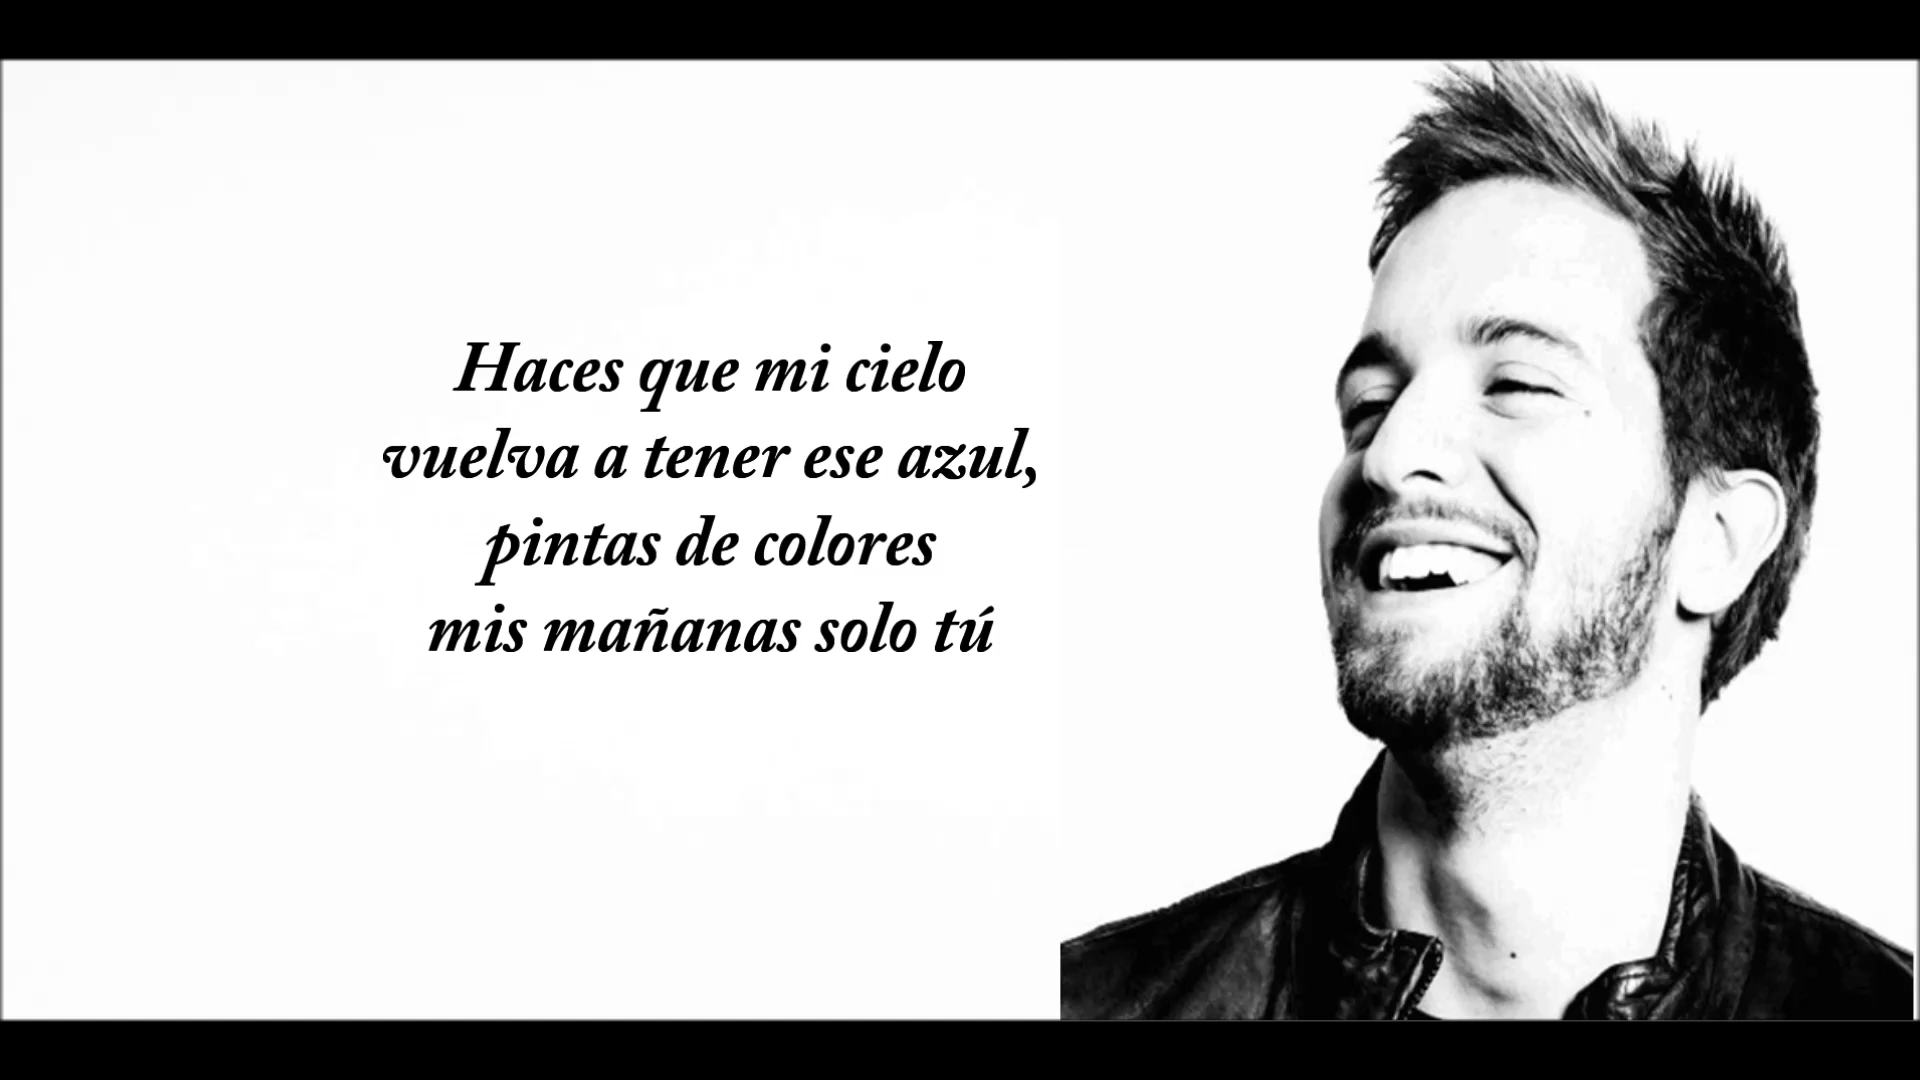 Haces que mi cielo
vuelva a tener ese azul,
pintas de colores
mis mañanas solo tú